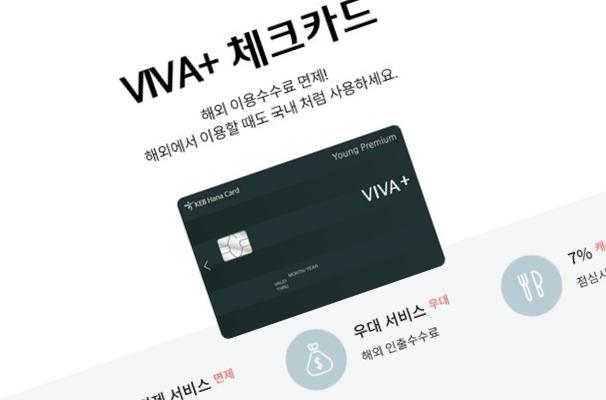 VIVA+ 체크카드
해외 이용수수료 면제!
해외에서 이용할 때도 국내 처럼 사용하세요.
Young Premium
KEB Hana Card
VIVA+
MONTH/YEAR
VALID
THRU
7%
점심
우대 서비스 우대
해외 인출수수료
서비스 면제